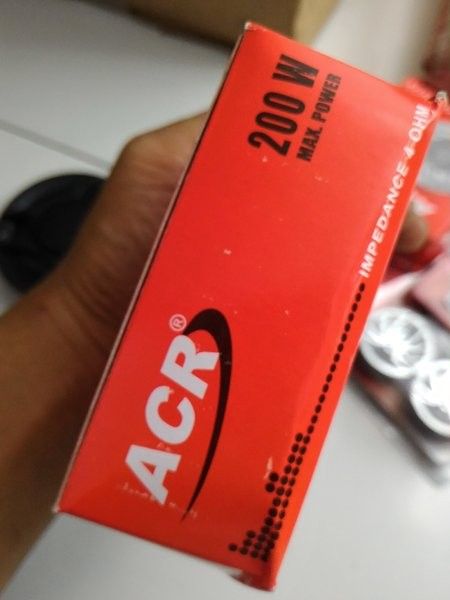 200 W
MAX. POWER
IMPEDANCE 4 OHM
ACR®